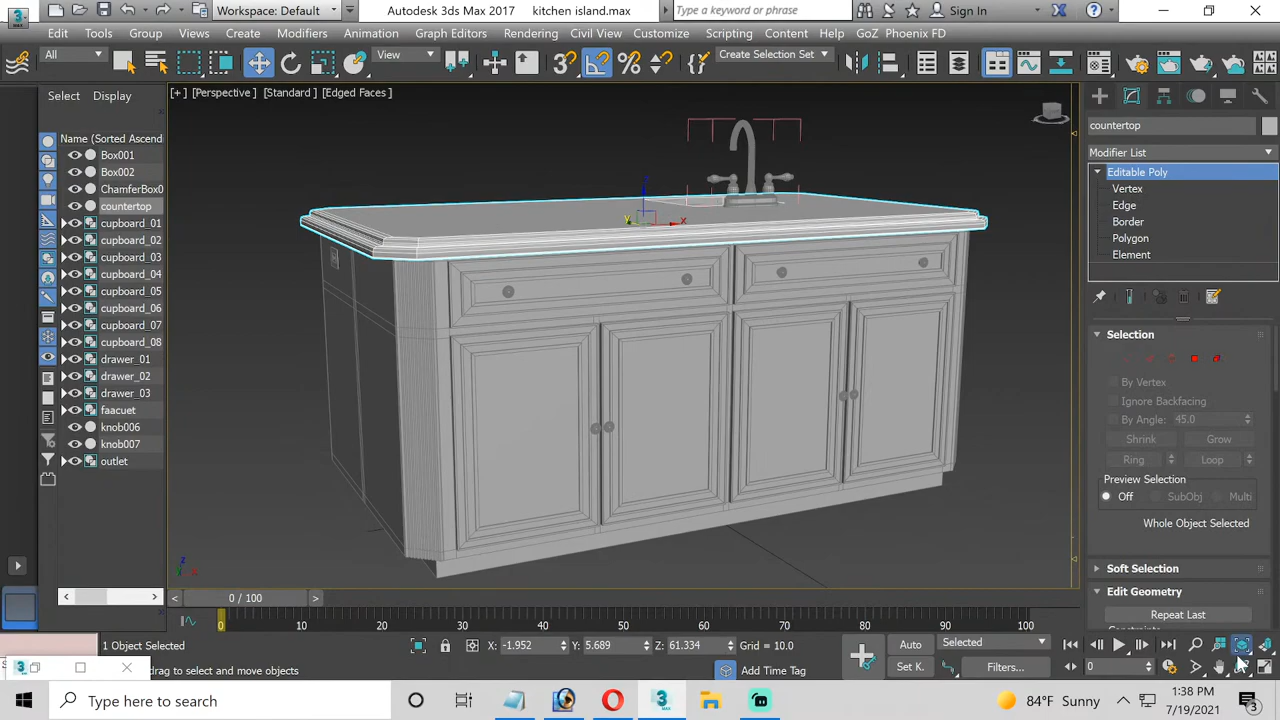 Workspace: Default
Autodesk 3ds Max 2017 kitchen island.max
Type a keyword or phrase
Sign In
Edit Tools Group Views Create Modifiers Animation Graph Editors Rendering Civil View Customize Scripting Content Help GoZ Phoenix FD
All
View
Create Selection Set
Select Display
[+] [Perspective] [Standard] [Edged Faces]
Name (Sorted Ascend
Box001
Box002
ChamferBox0
countertop
cupboard_01
cupboard_02
cupboard_03
cupboard_04
cupboard_05
cupboard_06
cupboard_07
cupboard_08
drawer_01
drawer_02
drawer_03
faacuet
knob006
knob007
outlet
countertop
Modifier List
Editable Poly
Vertex
Edge
Border
Polygon
Element
Selection
By Vertex
Ignore Backfacing
By Angle: 45.0
Shrink Grow
Ring Loop
Preview Selection
Off SubObj Multi
Whole Object Selected
Soft Selection
Edit Geometry
Repeat Last
0 / 100
0 10 20 30 40 50 60 70 80 90 100
1 Object Selected
X: -1.952 Y: 5.689 Z: 61.334 Grid = 10.0
Auto Selected
drag to select and move objects
Add Time Tag
Set K. Filters...
0
Type here to search
84°F Sunny
1:38 PM
7/19/2021
3